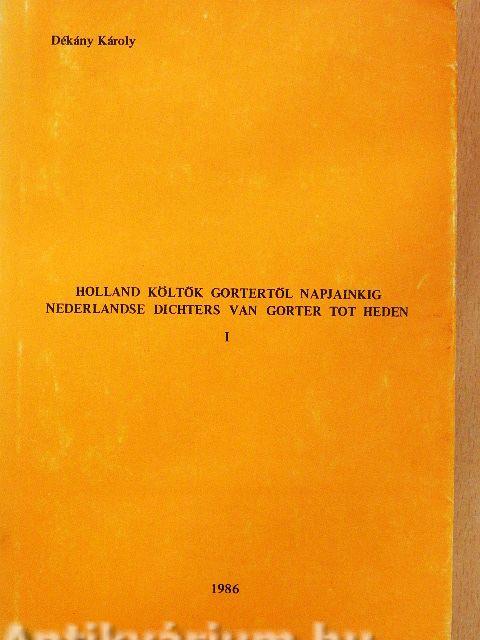 Dékány Károly
HOLLAND KÖLTŐK GORTERTŐL NAPJAINKIG
NEDERLANDSE DICHTERS VAN GORTER TOT HEDEN
I
1986
Antikvárium.hu